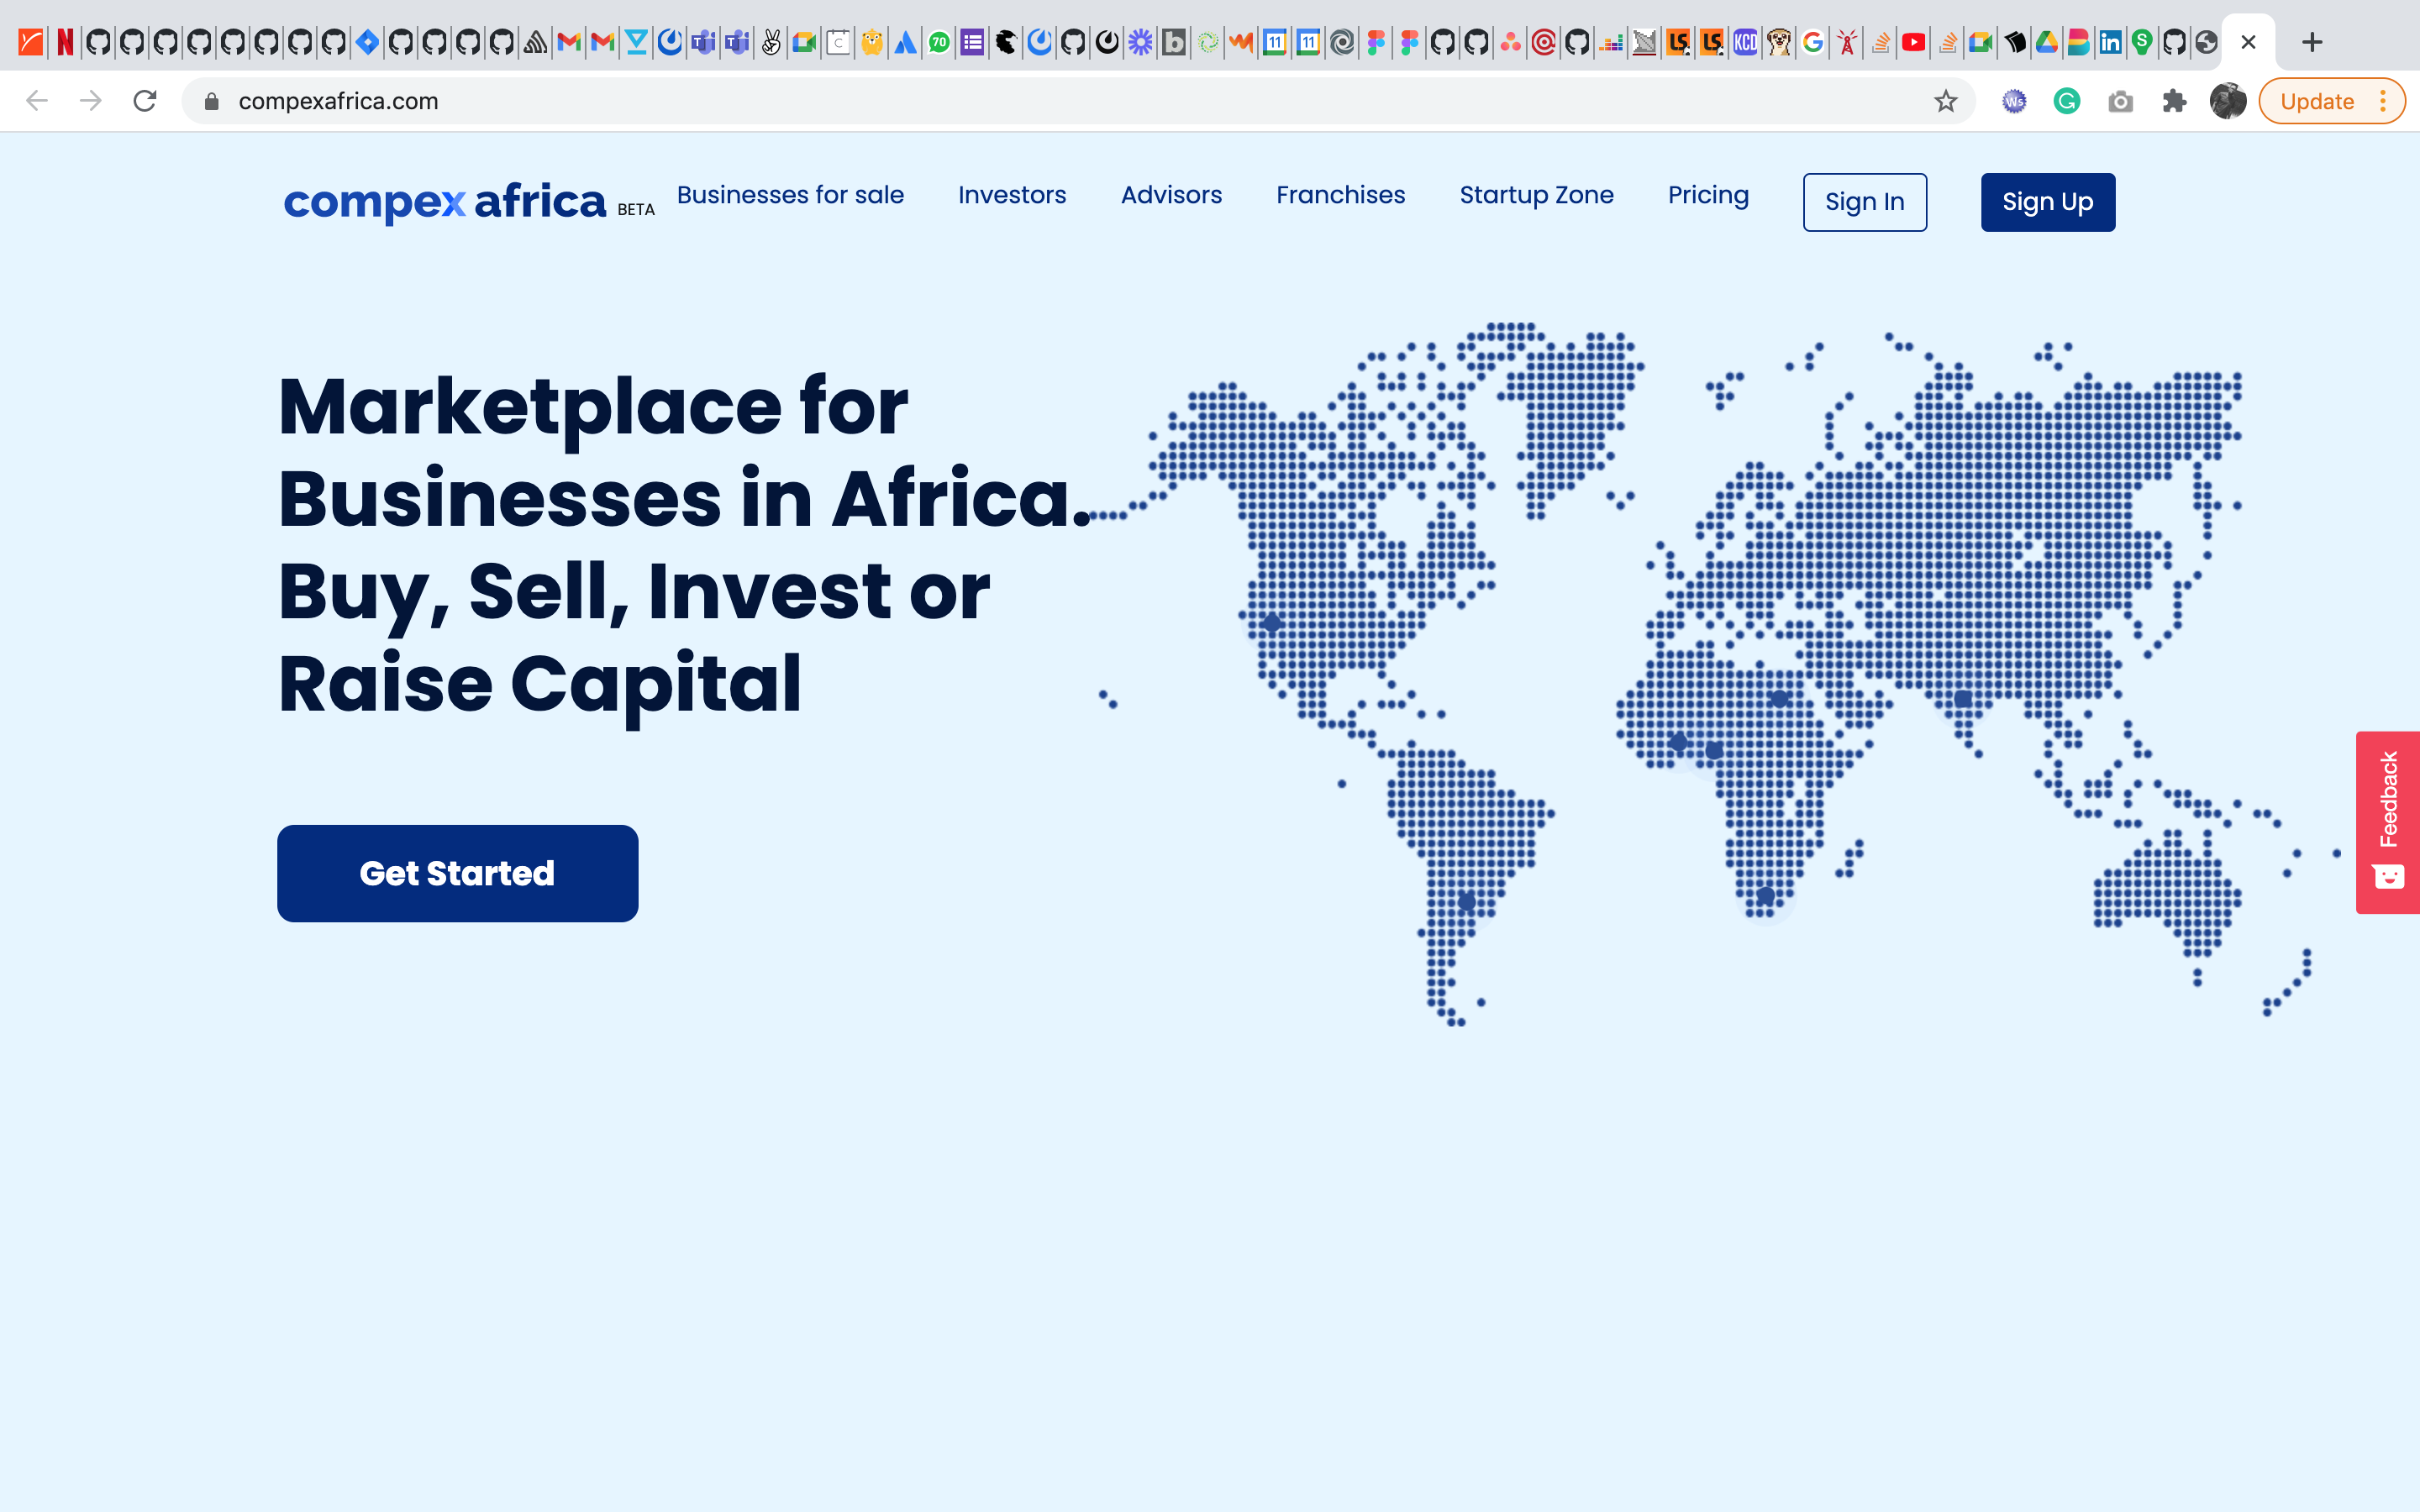 compexafrica.com
Update
compex africa BETA
Businesses for sale
Investors
Advisors
Franchises
Startup Zone
Pricing
Sign In
Sign Up
Marketplace for
Businesses in Africa.
Buy, Sell, Invest or
Raise Capital
Get Started
Feedback